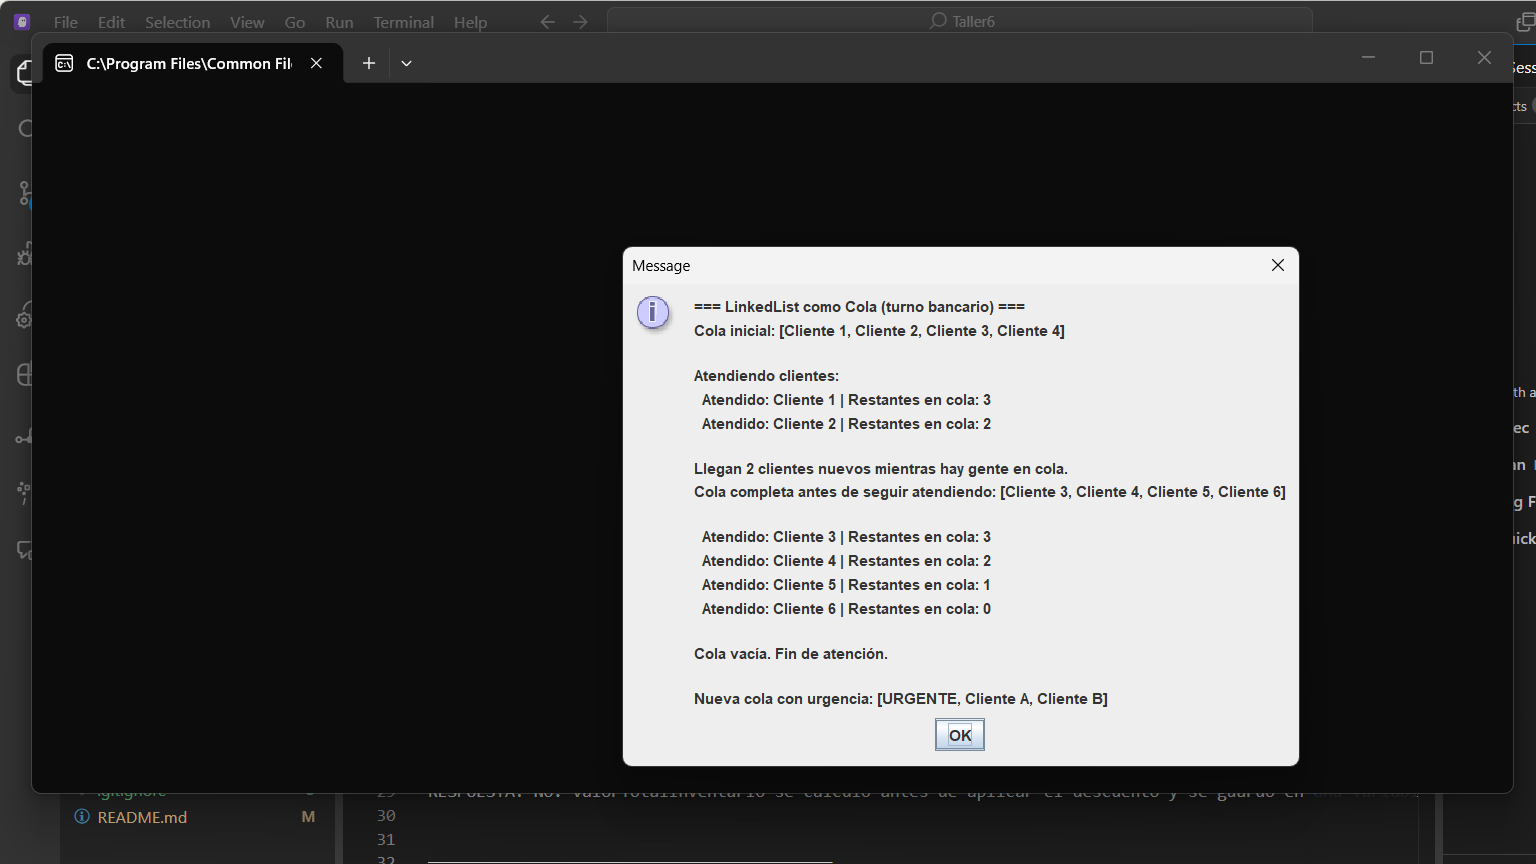 File Edit Selection View Go Run Terminal Help
Taller6
C:\Program Files\Common Fil
Message
=== LinkedList como Cola (turno bancario) ===
Cola inicial: [Cliente 1, Cliente 2, Cliente 3, Cliente 4]
Atendiendo clientes:
Atendido: Cliente 1 | Restantes en cola: 3
Atendido: Cliente 2 | Restantes en cola: 2
Llegan 2 clientes nuevos mientras hay gente en cola.
Cola completa antes de seguir atendiendo: [Cliente 3, Cliente 4, Cliente 5, Cliente 6]
Atendido: Cliente 3 | Restantes en cola: 3
Atendido: Cliente 4 | Restantes en cola: 2
Atendido: Cliente 5 | Restantes en cola: 1
Atendido: Cliente 6 | Restantes en cola: 0
Cola vacía. Fin de atención.
Nueva cola con urgencia: [URGENTE, Cliente A, Cliente B]
OK
.gitignore
README.md M
30
31
32